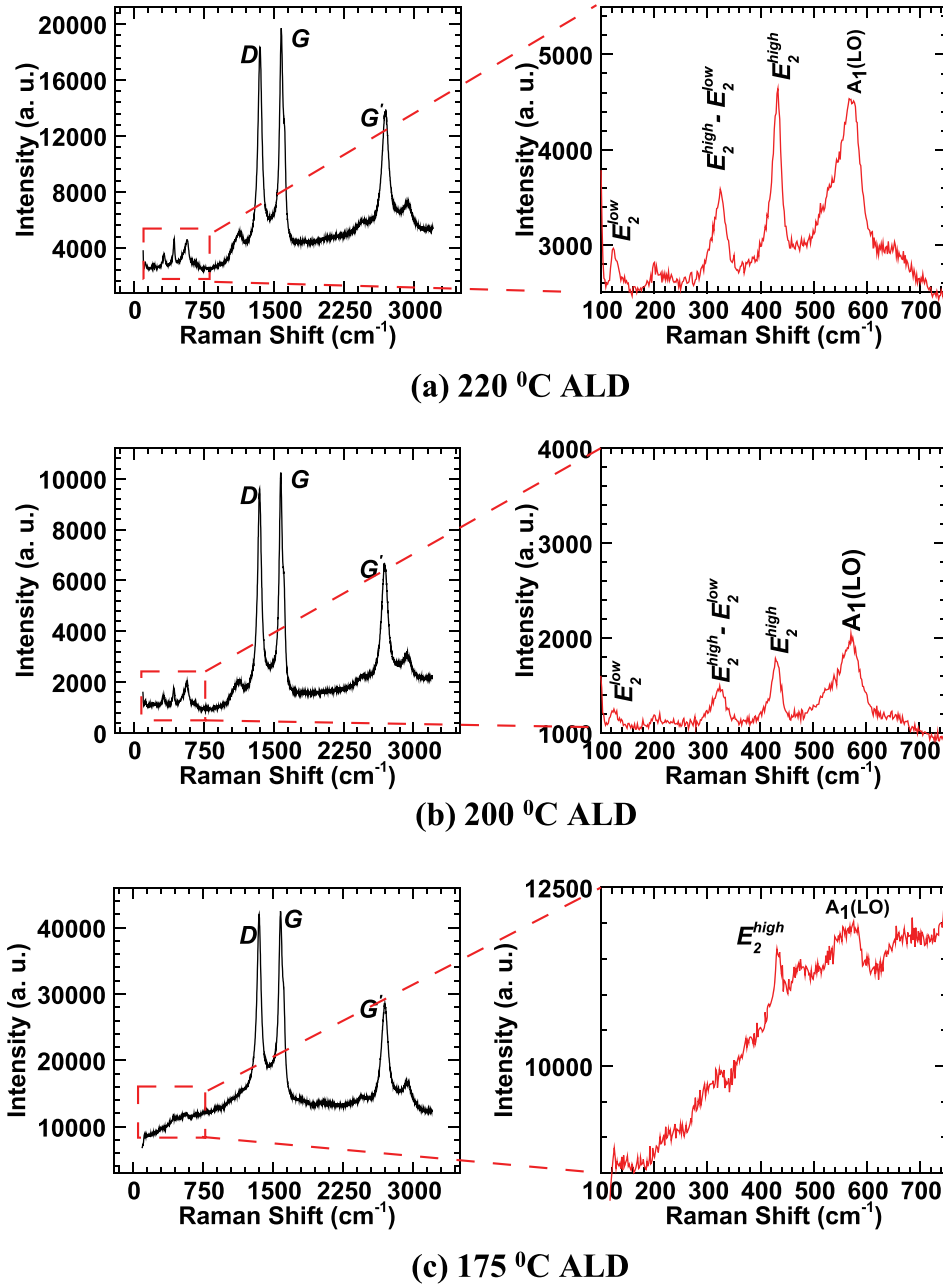 20000
16000
12000
8000
4000
Intensity (a. u.)
D
G
G′
0 750 1500 2250 3000
Raman Shift (cm-1)
5000
4000
3000
Intensity (a. u.)
E2low
E2high - E2low
E2high
A1(LO)
100 200 300 400 500 600 700
Raman Shift (cm-1)
(a) 220 0C ALD
10000
8000
6000
4000
2000
0
Intensity (a. u.)
D
G
G′
0 750 1500 2250 3000
Raman Shift (cm-1)
4000
3000
2000
1000
Intensity (a. u.)
E2low
E2high - E2low
E2high
A1(LO)
100 200 300 400 500 600 700
Raman Shift (cm-1)
(b) 200 0C ALD
40000
30000
20000
10000
Intensity (a. u.)
D
G
G′
0 750 1500 2250 3000
Raman Shift (cm-1)
12500
10000
Intensity (a. u.)
E2high
A1(LO)
100 200 300 400 500 600 700
Raman Shift (cm-1)
(c) 175 0C ALD